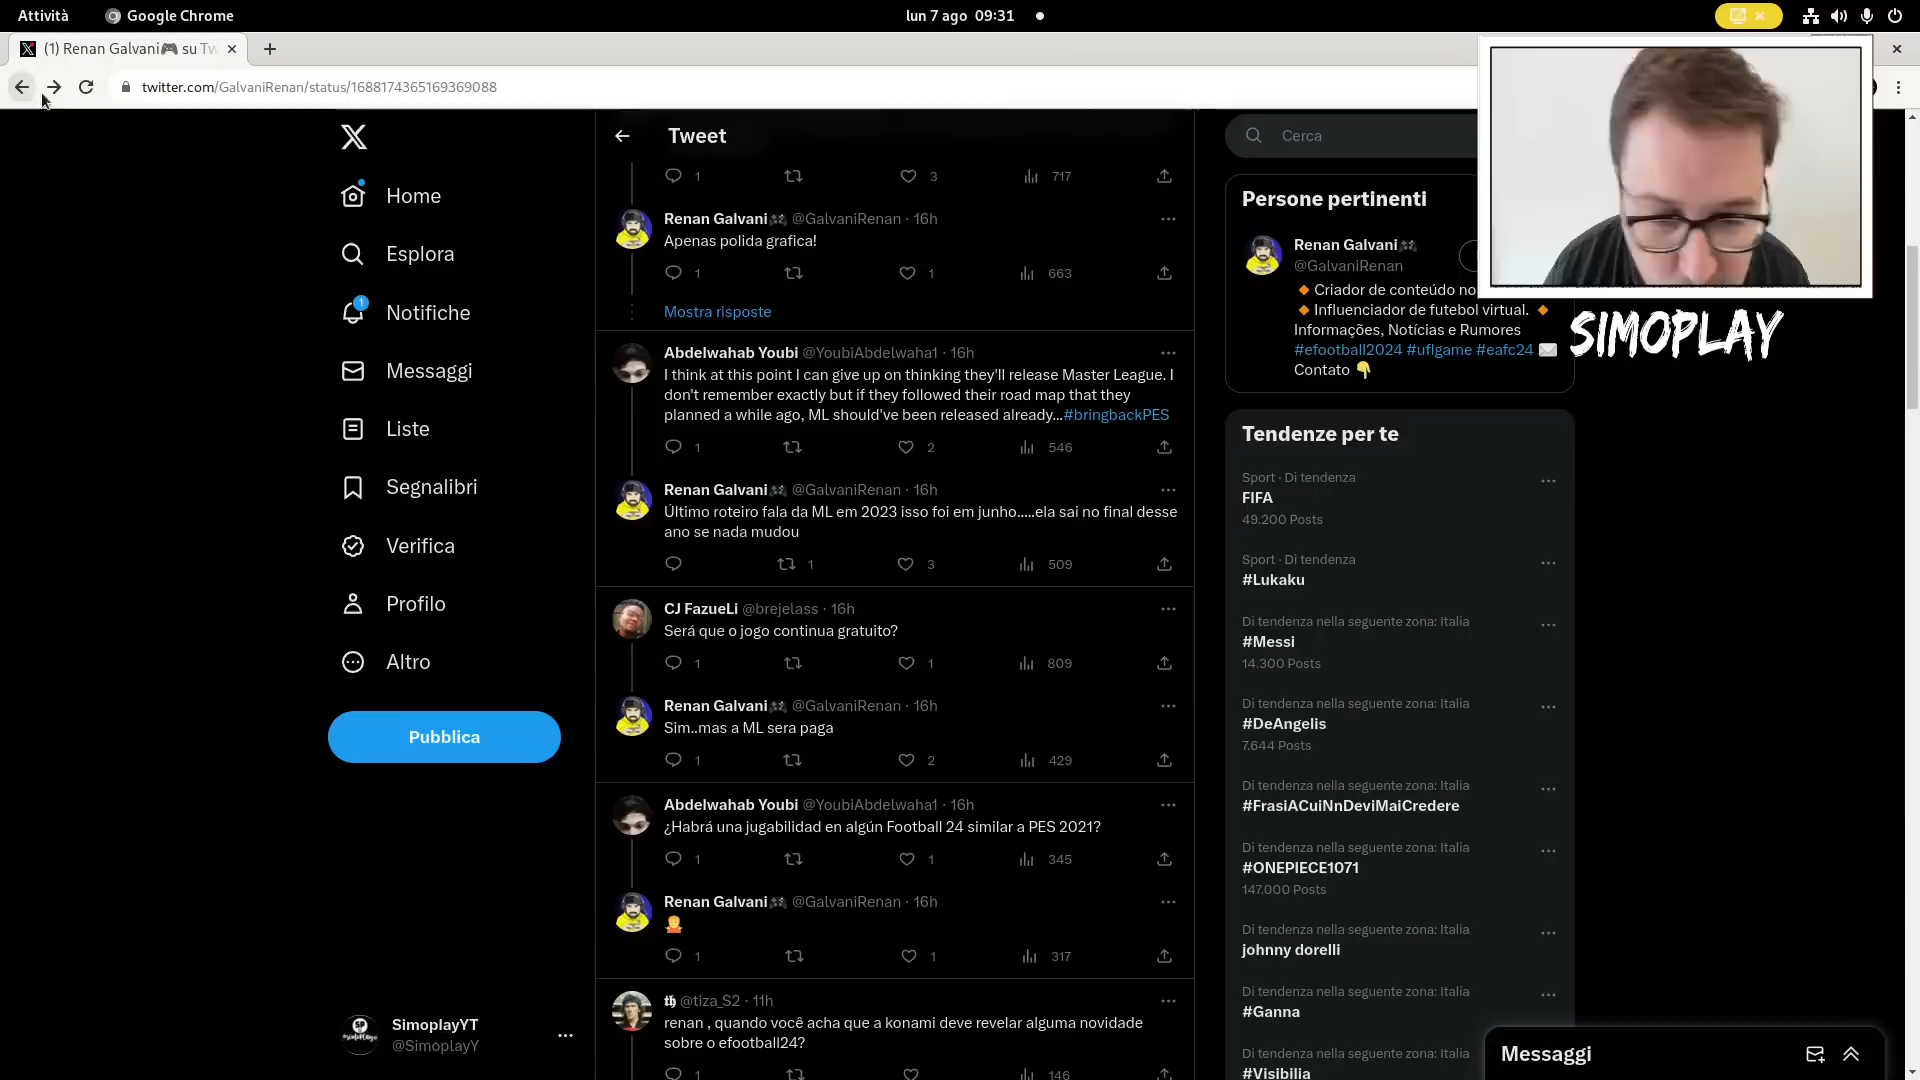 Attività
Google Chrome
lun 7 ago 09:31
(1) Renan Galvani🎮 su Tw
twitter.com/GalvaniRenan/status/1688174365169369088
Home
Esplora
1
Notifiche
Messaggi
Liste
Segnalibri
Verifica
Profilo
Altro
Pubblica
SimoplayYT
@SimoplayY
Tweet
1 3 717
Renan Galvani🎮 @GalvaniRenan · 16h
Apenas polida grafica!
1 1 663
Mostra risposte
Abdelwahab Youbi @YoubiAbdelwaha1 · 16h
I think at this point I can give up on thinking they'll release Master League. I
don't remember exactly but if they followed their road map that they
planned a while ago, ML should've been released already...#bringbackPES
1 2 546
Renan Galvani🎮 @GalvaniRenan · 16h
Último roteiro fala da ML em 2023 isso foi em junho.....ela sai no final desse
ano se nada mudou
1 3 509
CJ FazueLi @brejelass · 16h
Será que o jogo continua gratuito?
1 1 809
Renan Galvani🎮 @GalvaniRenan · 16h
Sim..mas a ML sera paga
1 2 429
Abdelwahab Youbi @YoubiAbdelwaha1 · 16h
¿Habrá una jugabilidad en algún Football 24 similar a PES 2021?
1 1 345
Renan Galvani🎮 @GalvaniRenan · 16h
1 1 317
@tiza_S2 · 11h
renan , quando você acha que a konami deve revelar alguma novidade
sobre o efootball24?
1 146
Cerca
Persone pertinenti
Renan Galvani🎮
@GalvaniRenan
🔸Criador de conteúdo no
🔸Influenciador de futebol virtual. 🔸
Informações, Notícias e Rumores
#efootball2024 #uflgame #eafc24 ✉️
Contato 👇
SIMOPLAY
Tendenze per te
Sport · Di tendenza
FIFA
49.200 Posts
Sport · Di tendenza
#Lukaku
Di tendenza nella seguente zona: Italia
#Messi
14.300 Posts
Di tendenza nella seguente zona: Italia
#DeAngelis
7.644 Posts
Di tendenza nella seguente zona: Italia
#FrasiACuiNnDeviMaiCredere
Di tendenza nella seguente zona: Italia
#ONEPIECE1071
147.000 Posts
Di tendenza nella seguente zona: Italia
johnny dorelli
Di tendenza nella seguente zona: Italia
#Ganna
Di tendenza nella seguente zona: Italia
#Visibilia
Messaggi